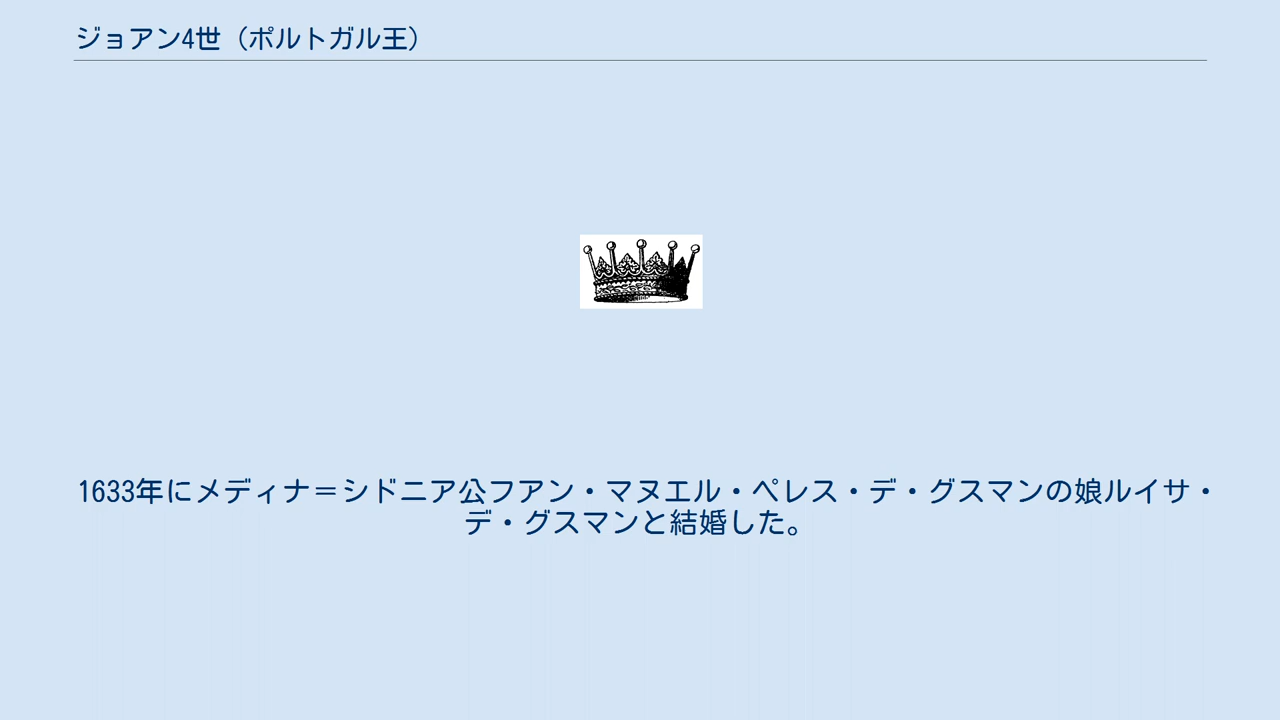 ジョアン4世（ポルトガル王）
1633年にメディナ＝シドニア公フアン・マヌエル・ペレス・デ・グスマンの娘ルイサ・
デ・グスマンと結婚した。